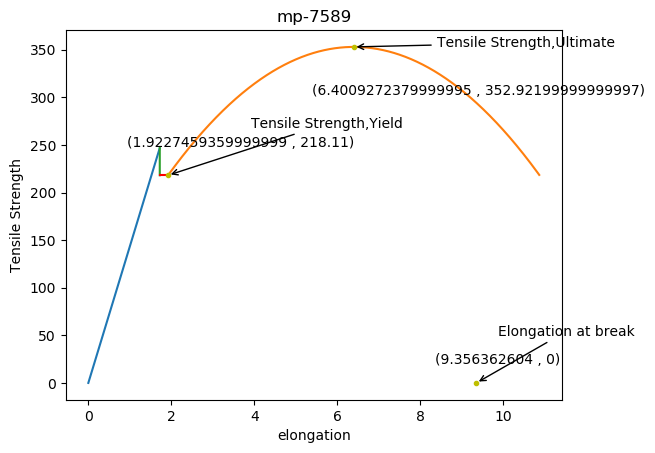 mp-7589
Tensile Strength
350
300
250
200
150
100
50
0
Tensile Strength,Ultimate
(6.4009272379999995 , 352.92199999999997)
Tensile Strength,Yield
(1.9227459359999999 , 218.11)
Elongation at break
(9.356362604 , 0)
0 2 4 6 8 10
elongation